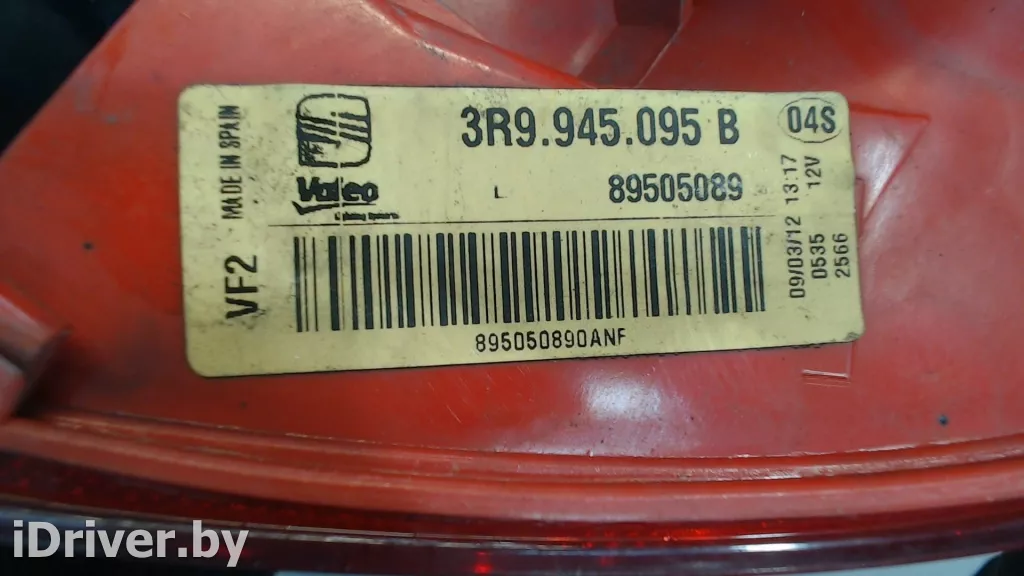 3R9.945.095 B
04S
L 89505089
MADE IN SPAIN
VF2
895050890ANF
09/03/12 13:17
0535 12V
2566
iDriver.by